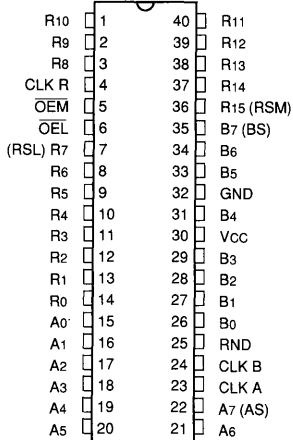 R10 1 40 R11
R9 2 39 R12
R8 3 38 R13
CLK R 4 37 R14
OEM 5 36 R15 (RSM)
OEL 6 35 B7 (BS)
(RSL) R7 7 34 B6
R6 8 33 B5
R5 9 32 GND
R4 10 31 B4
R3 11 30 VCC
R2 12 29 B3
R1 13 28 B2
R0 14 27 B1
A0 15 26 B0
A1 16 25 RND
A2 17 24 CLK B
A3 18 23 CLK A
A4 19 22 A7 (AS)
A5 20 21 A6